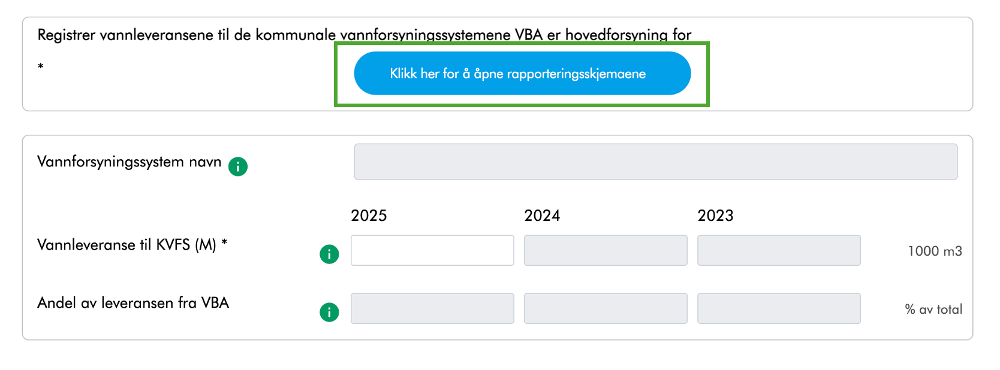 Registrer vannleveransene til de kommunale vannforsyningssystemene VBA er hovedforsyning for
*
Klikk her for å åpne rapporteringsskjemaene
Vannforsyningssystem navn i
2025 2024 2023
Vannleveranse til KVFS (M) * i 1000 m3
Andel av leveransen fra VBA i % av total